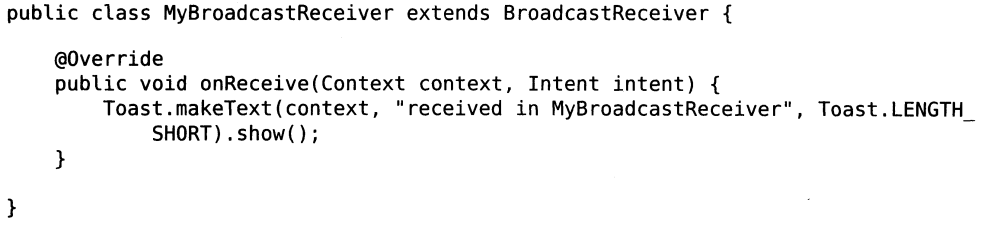 public class MyBroadcastReceiver extends BroadcastReceiver {
@Override
public void onReceive(Context context, Intent intent) {
Toast.makeText(context, "received in MyBroadcastReceiver", Toast.LENGTH_
SHORT).show();
}
}